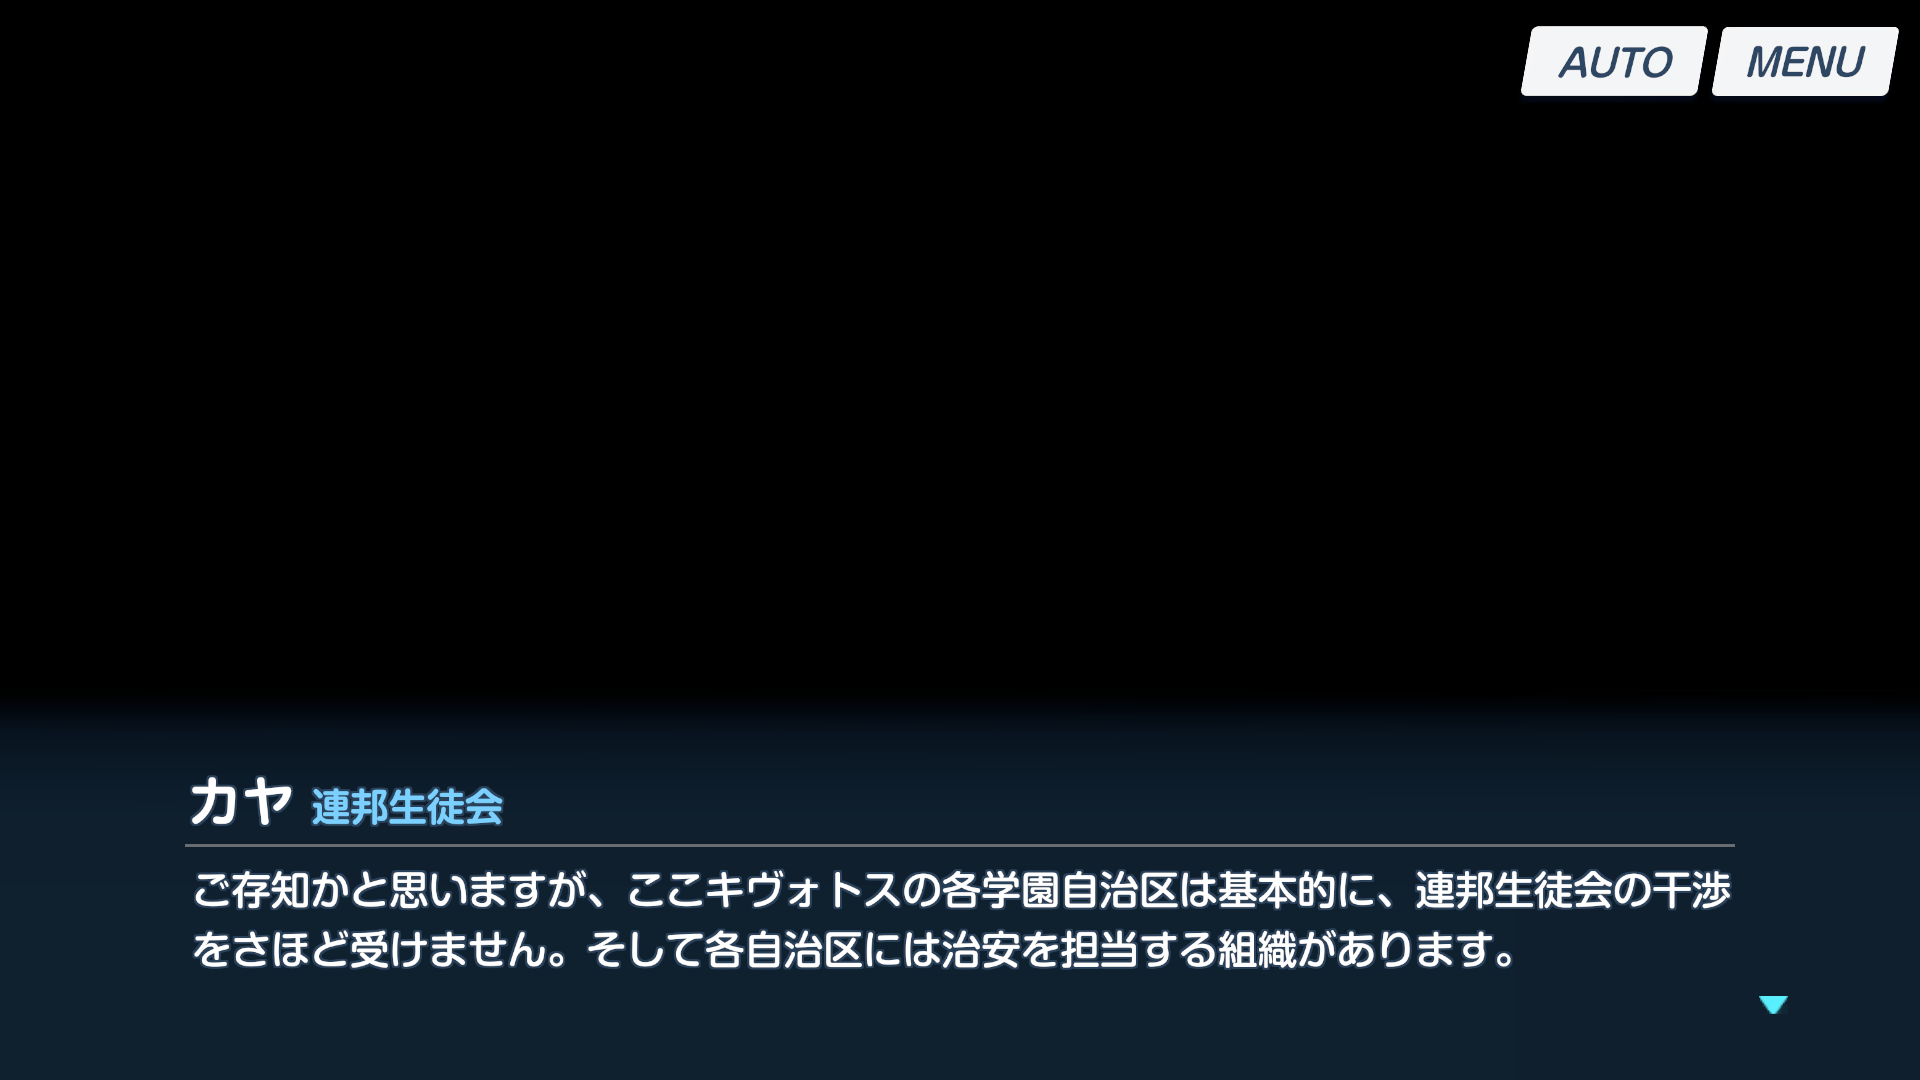 AUTO
MENU
カヤ 連邦生徒会
ご存知かと思いますが、ここキヴォトスの各学園自治区は基本的に、連邦生徒会の干渉
をさほど受けません。そして各自治区には治安を担当する組織があります。